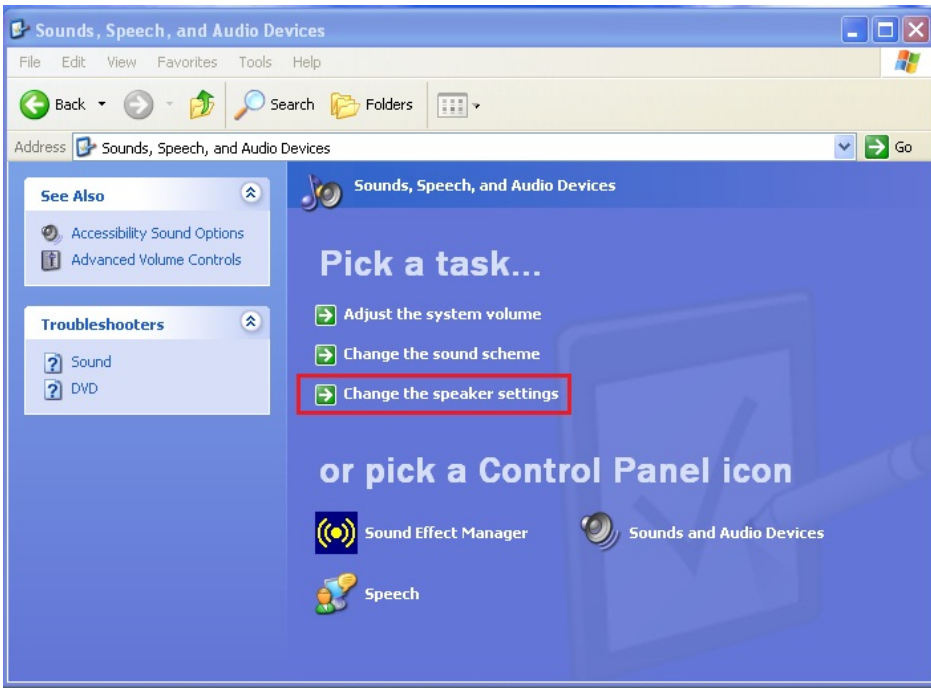 Sounds, Speech, and Audio Devices
File Edit View Favorites Tools Help
Back Search Folders
Address Sounds, Speech, and Audio Devices Go
See Also
Accessibility Sound Options
Advanced Volume Controls
Troubleshooters
Sound
DVD
Sounds, Speech, and Audio Devices
Pick a task...
Adjust the system volume
Change the sound scheme
Change the speaker settings
or pick a Control Panel icon
Sound Effect Manager Sounds and Audio Devices
Speech